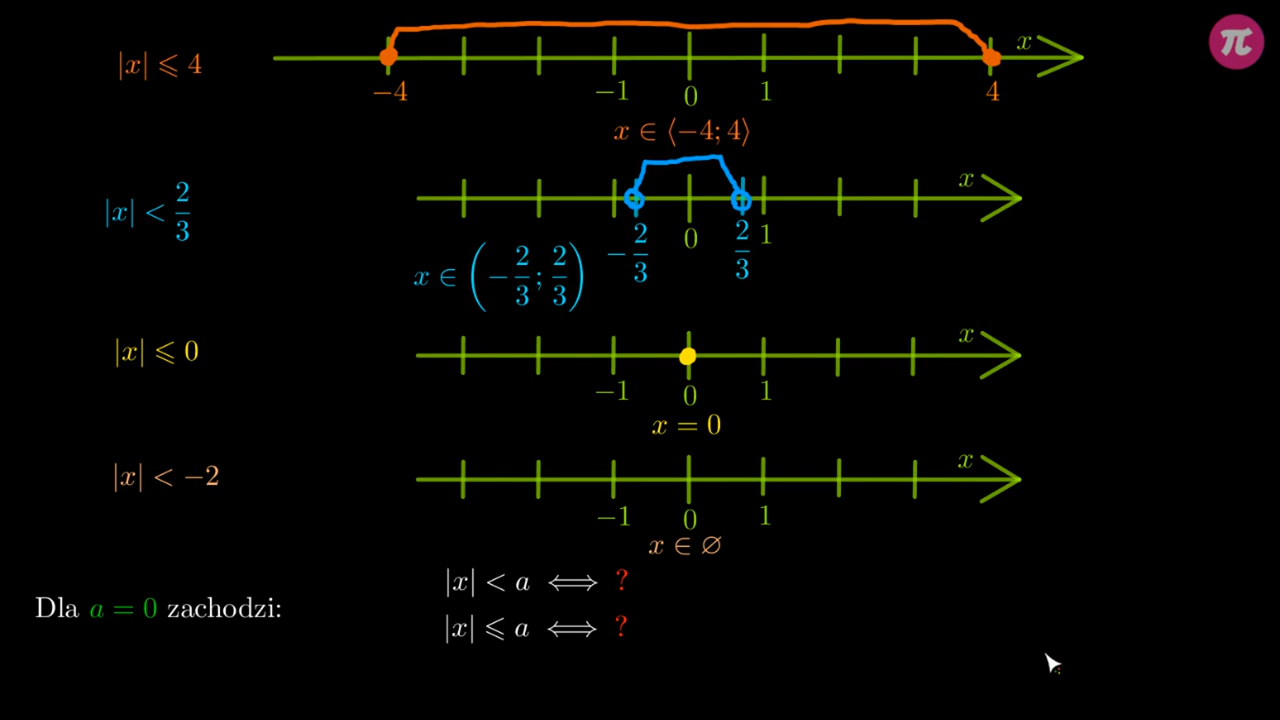 π
|x| ⩽ 4
x
−4 −1 0 1 4
x ∈ ⟨−4; 4⟩
|x| < 2/3
x
−2/3 0 2/3 1
x ∈ (−2/3; 2/3)
|x| ⩽ 0
x
−1 0 1
x = 0
|x| < −2
x
−1 0 1
x ∈ ∅
Dla a = 0 zachodzi:
|x| < a ⟺ ?
|x| ⩽ a ⟺ ?